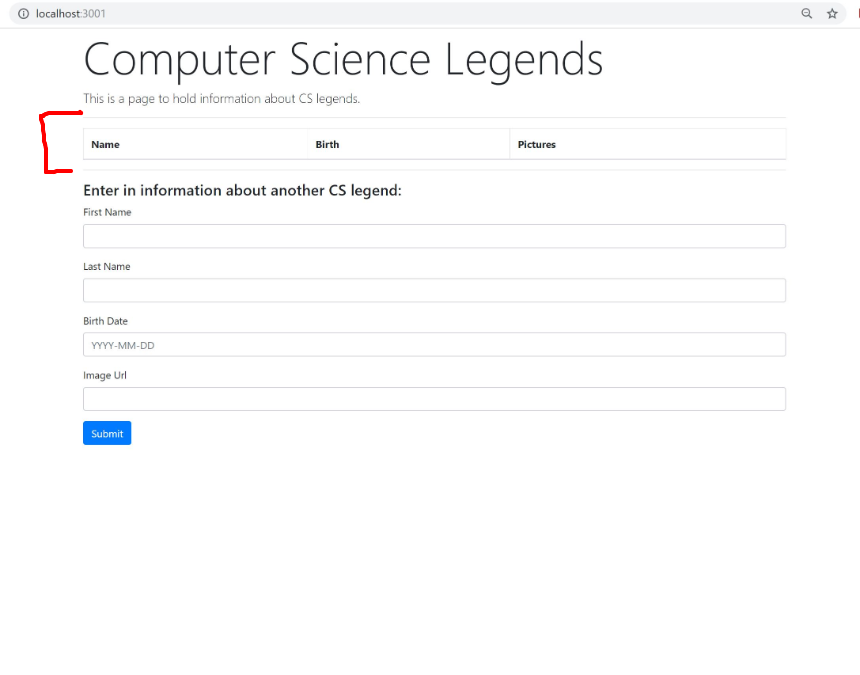 localhost:3001
Computer Science Legends
This is a page to hold information about CS legends.
Name Birth Pictures
Enter in information about another CS legend:
First Name
Last Name
Birth Date
YYYY-MM-DD
Image Url
Submit